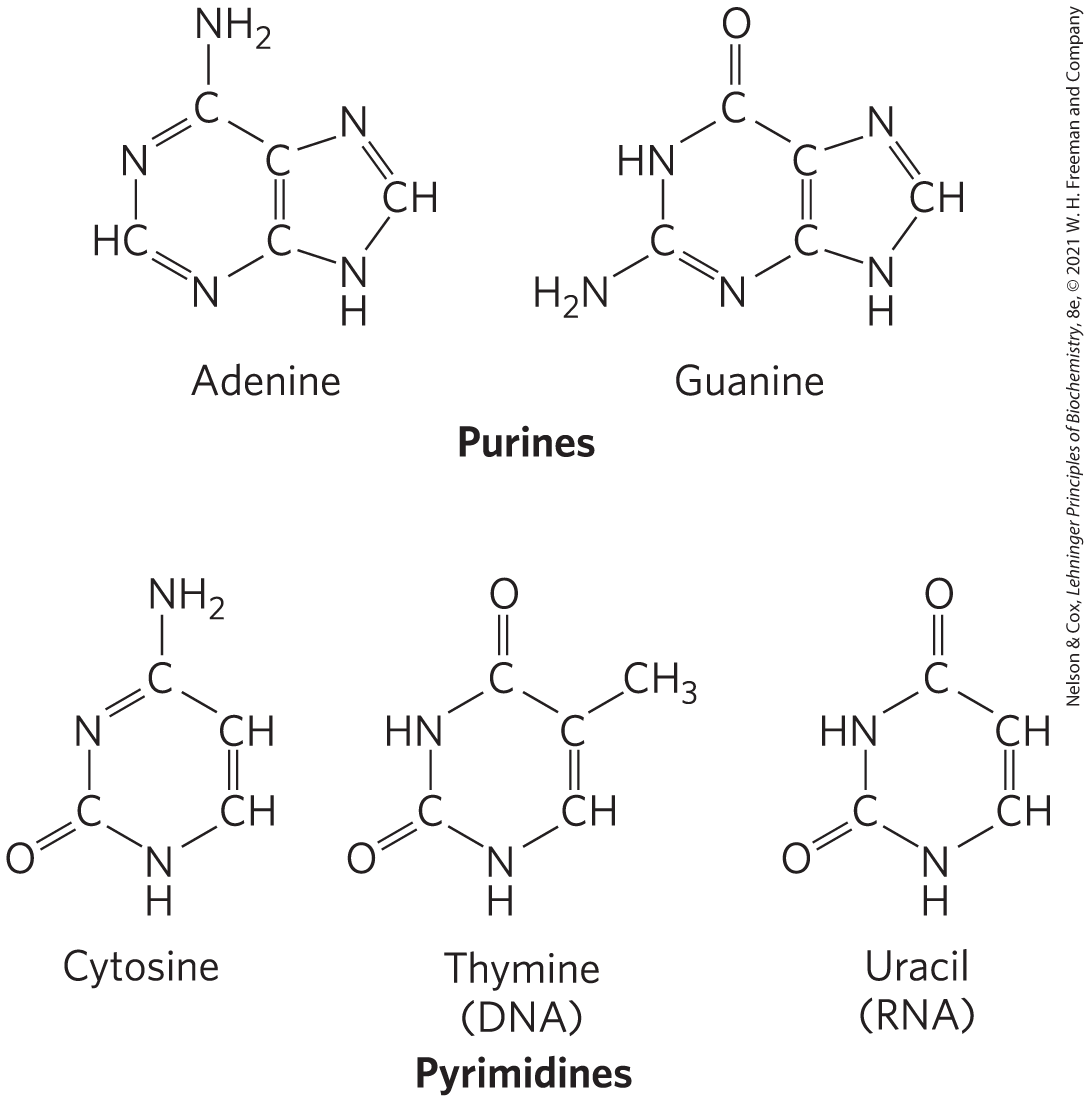 NH2
C
N
N
C
CH
HC
C
N
N
H
Adenine
O
C
HN
N
C
CH
C
C
H2N
N
N
H
Guanine
Purines
NH2
C
N
CH
C
CH
O
N
H
Cytosine
O
C
CH3
HN
C
C
CH
O
N
H
Thymine
(DNA)
O
C
HN
CH
C
CH
O
N
H
Uracil
(RNA)
Pyrimidines
Nelson & Cox, Lehninger Principles of Biochemistry, 8e, © 2021 W. H. Freeman and Company